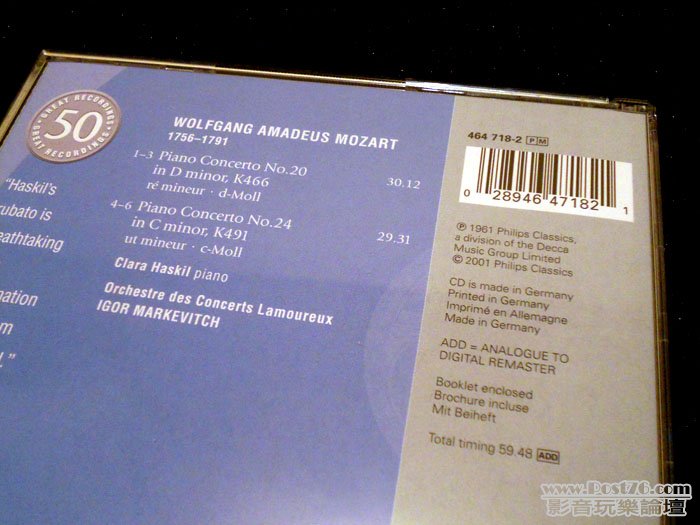 GREAT RECORDINGS
50
GREAT RECORDINGS
"Haskil's
rubato is
eathtaking
nation
m
."
WOLFGANG AMADEUS MOZART
1756–1791
1–3 Piano Concerto No.20
in D minor, K466 30.12
ré mineur · d-Moll
4–6 Piano Concerto No.24
in C minor, K491 29.31
ut mineur · c-Moll
Clara Haskil piano
Orchestre des Concerts Lamoureux
IGOR MARKEVITCH
464 718-2 PM
0 28946 47182 1
℗ 1961 Philips Classics,
a division of the Decca
Music Group Limited
© 2001 Philips Classics
CD is made in Germany
Printed in Germany
Imprimé en Allemagne
Made in Germany
ADD = ANALOGUE TO
DIGITAL REMASTER
Booklet enclosed
Brochure incluse
Mit Beiheft
Total timing 59.48 ADD
www.Post76.com
影音玩樂論壇